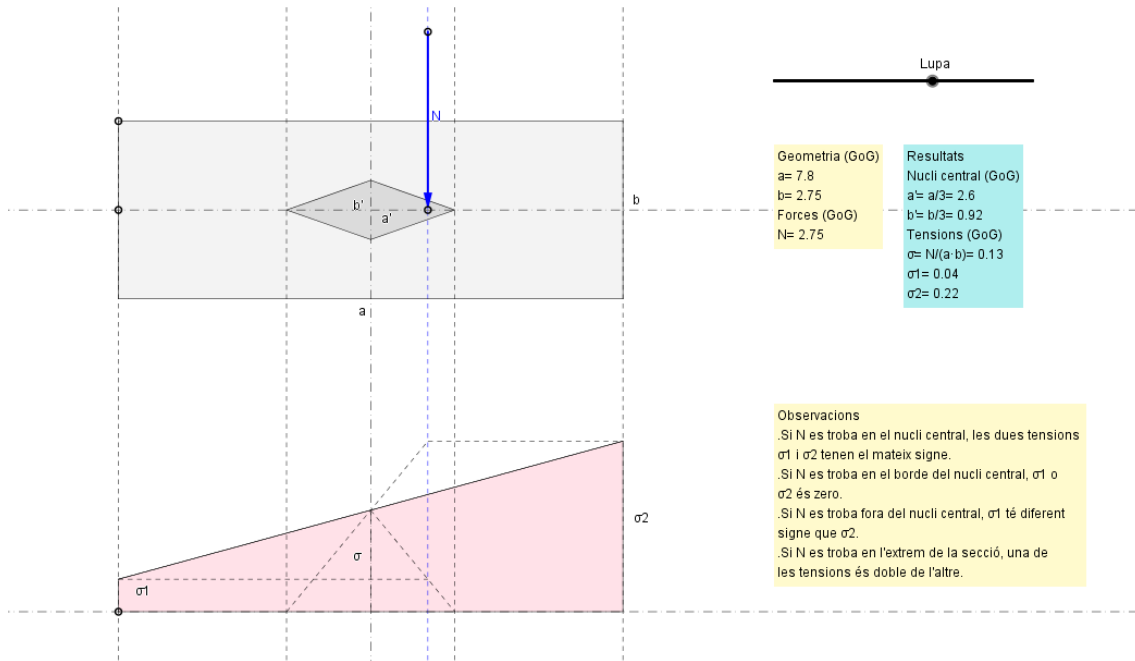 Lupa
N
Geometria (GoG)
a= 7.8
b= 2.75
Forces (GoG)
N= 2.75
Resultats
Nucli central (GoG)
a'= a/3= 2.6
b'= b/3= 0.92
Tensions (GoG)
σ= N/(a·b)= 0.13
σ1= 0.04
σ2= 0.22
b'
a'
b
a
Observacions
.Si N es troba en el nucli central, les dues tensions
σ1 i σ2 tenen el mateix signe.
.Si N es troba en el borde del nucli central, σ1 o
σ2 és zero.
.Si N es troba fora del nucli central, σ1 té diferent
signe que σ2.
.Si N es troba en l'extrem de la secció, una de
les tensions és doble de l'altre.
σ2
σ
σ1